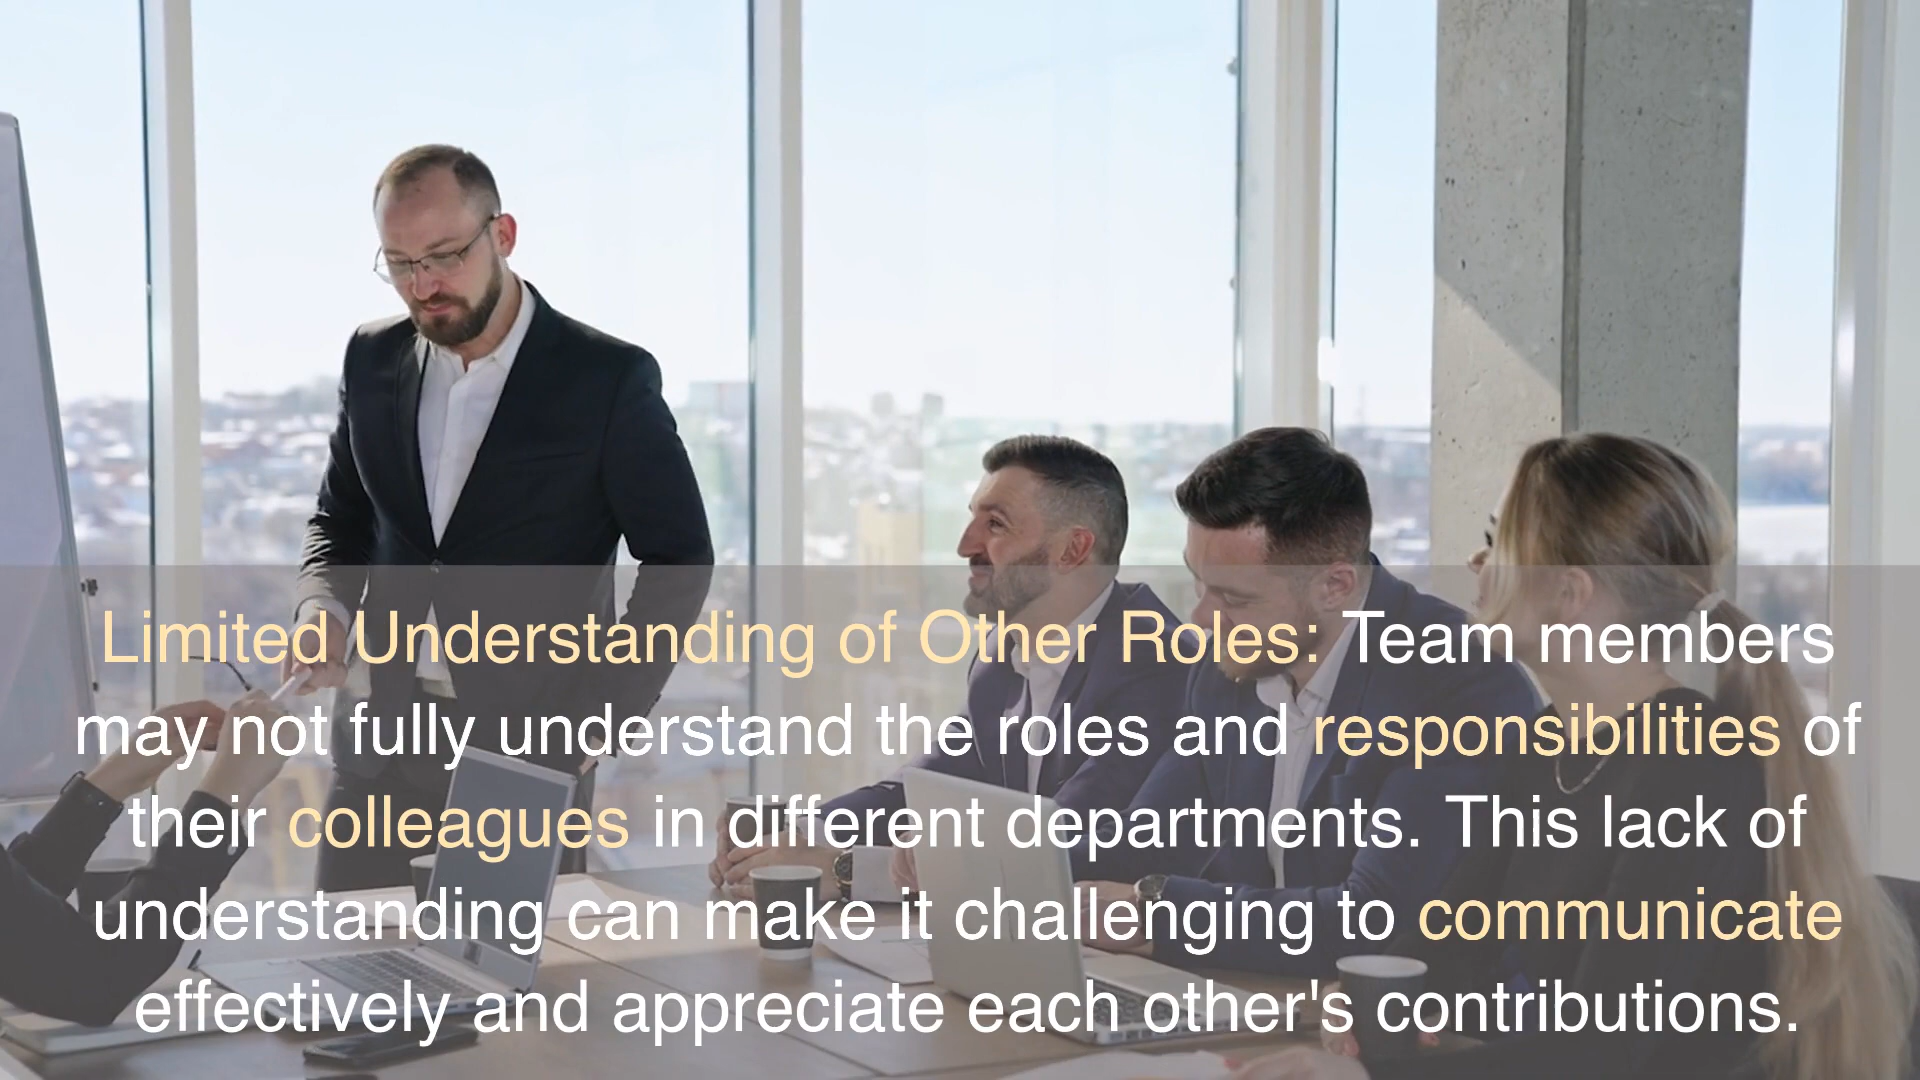 Limited Understanding of Other Roles: Team members
may not fully understand the roles and responsibilities of
their colleagues in different departments. This lack of
understanding can make it challenging to communicate
effectively and appreciate each other's contributions.